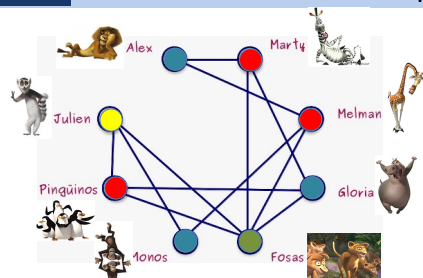 Alex
Marty
Julien
Melman
Pingüinos
Gloria
Monos
Fosas